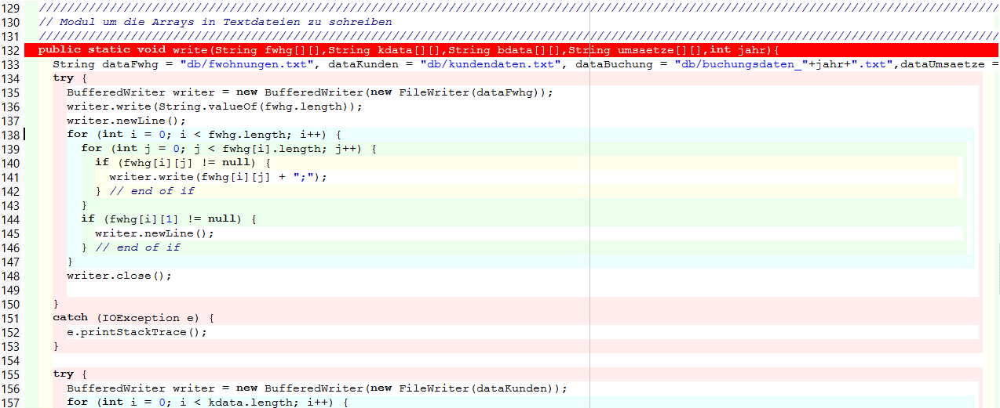 129 ////////////////////////////////////////////////////////////////////////////////////////////////////////////////////////////////////////
130 // Modul um die Arrays in Textdateien zu schreiben
131 ////////////////////////////////////////////////////////////////////////////////////////////////////////////////////////////////////////
132 public static void write(String fwhg[][],String kdata[][],String bdata[][],String umsaetze[][],int jahr){
133 String dataFwhg = "db/fwohnungen.txt", dataKunden = "db/kundendaten.txt", dataBuchung = "db/buchungsdaten_"+jahr+".txt",dataUmsaetze =
134 try {
135 BufferedWriter writer = new BufferedWriter(new FileWriter(dataFwhg));
136 writer.write(String.valueOf(fwhg.length));
137 writer.newLine();
138 for (int i = 0; i < fwhg.length; i++) {
139 for (int j = 0; j < fwhg[i].length; j++) {
140 if (fwhg[i][j] != null) {
141 writer.write(fwhg[i][j] + ";");
142 } // end of if
143 }
144 if (fwhg[i][1] != null) {
145 writer.newLine();
146 } // end of if
147 }
148 writer.close();
149
150 }
151 catch (IOException e) {
152 e.printStackTrace();
153 }
154
155 try {
156 BufferedWriter writer = new BufferedWriter(new FileWriter(dataKunden));
157 for (int i = 0; i < kdata.length; i++) {